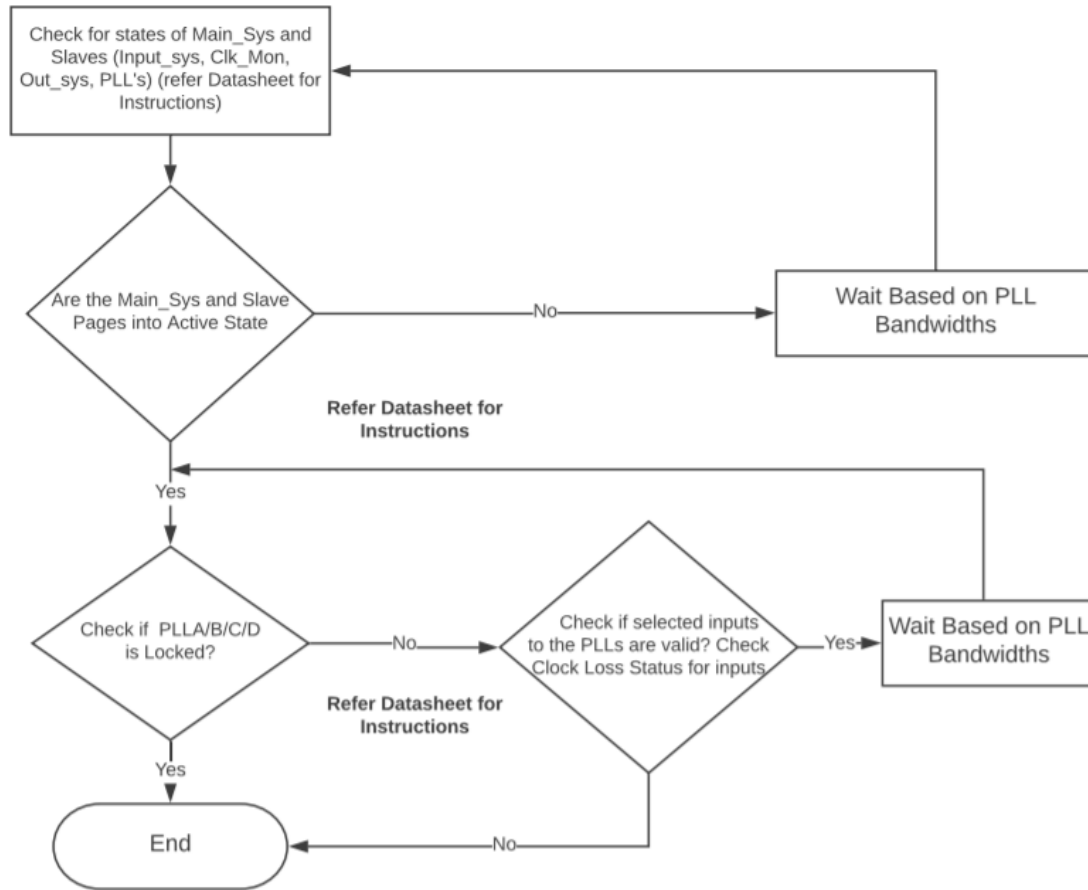 Check for states of Main_Sys and
Slaves (Input_sys, Clk_Mon,
Out_sys, PLL's) (refer Datasheet for
Instructions)
Are the Main_Sys and Slave
Pages into Active State
No
Wait Based on PLL
Bandwidths
Refer Datasheet for
Instructions
Yes
Check if PLLA/B/C/D
is Locked?
No
Check if selected inputs
to the PLLs are valid? Check
Clock Loss Status for inputs
Yes
Wait Based on PLL
Bandwidths
Refer Datasheet for
Instructions
Yes
End
No